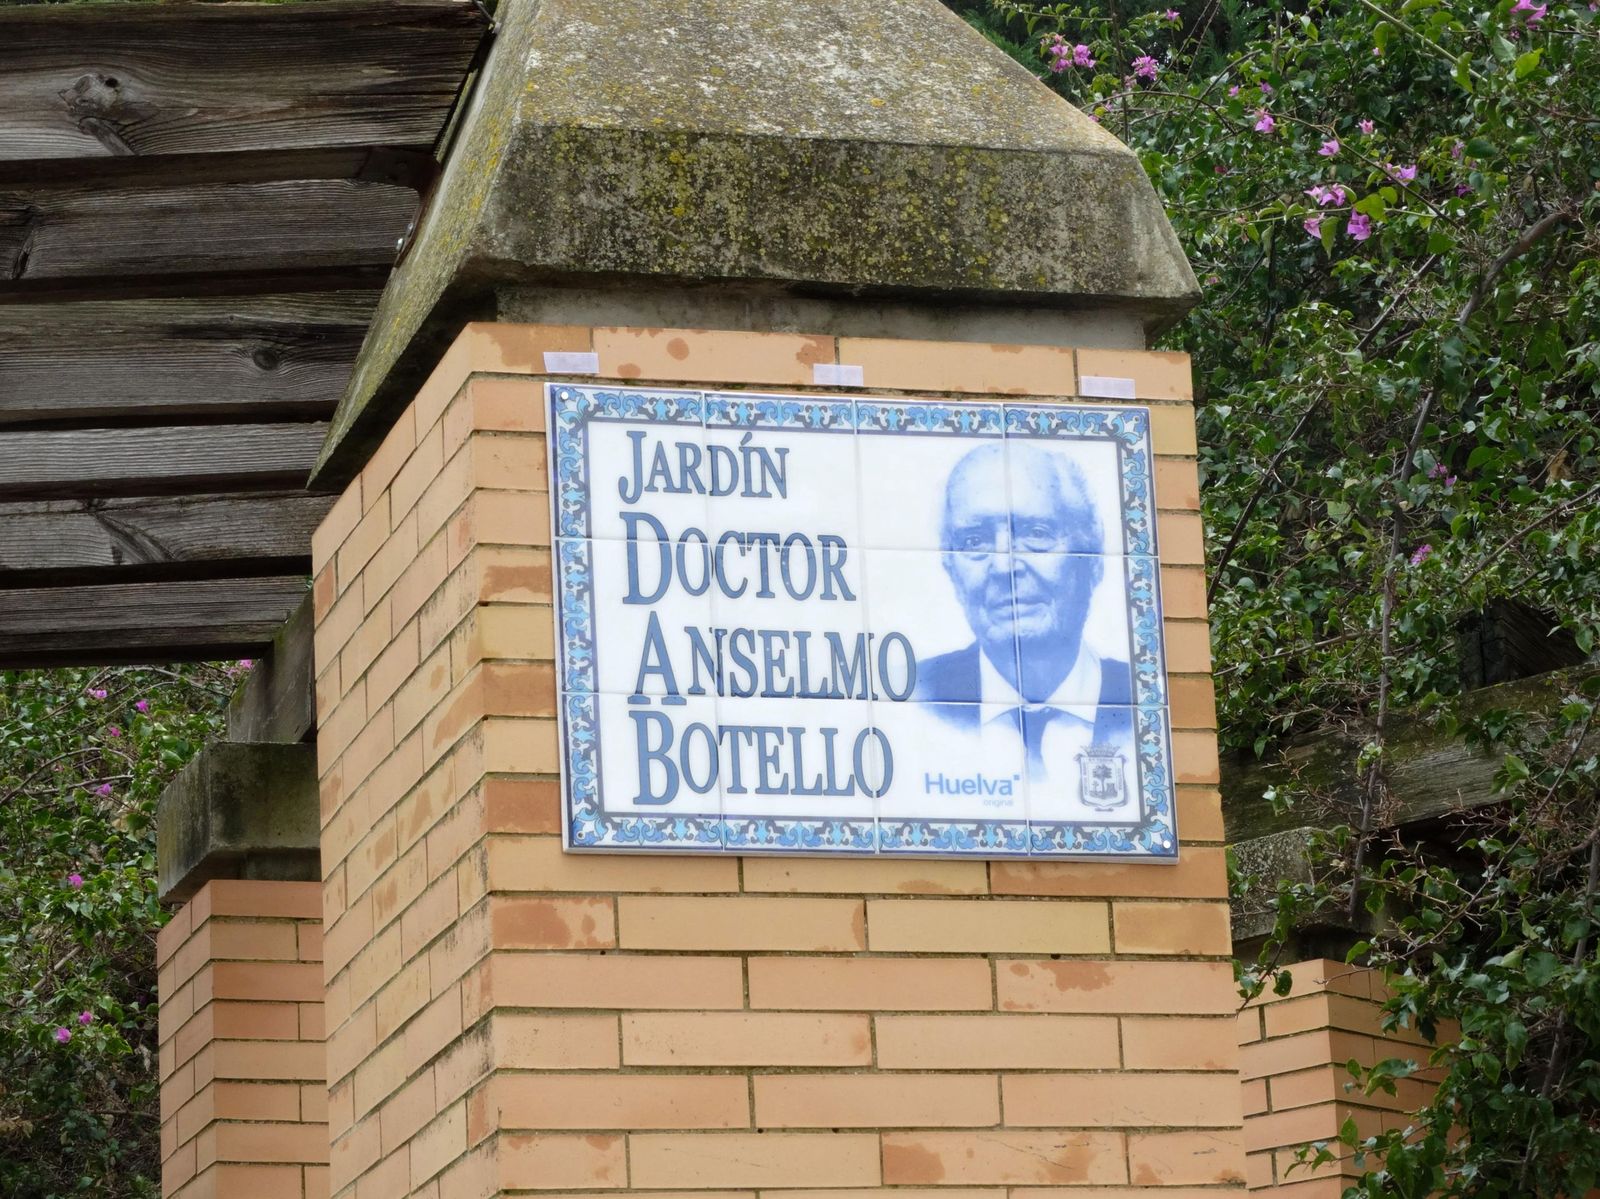 JARDÍN
DOCTOR
ANSELMO
BOTELLO
Huelva
original